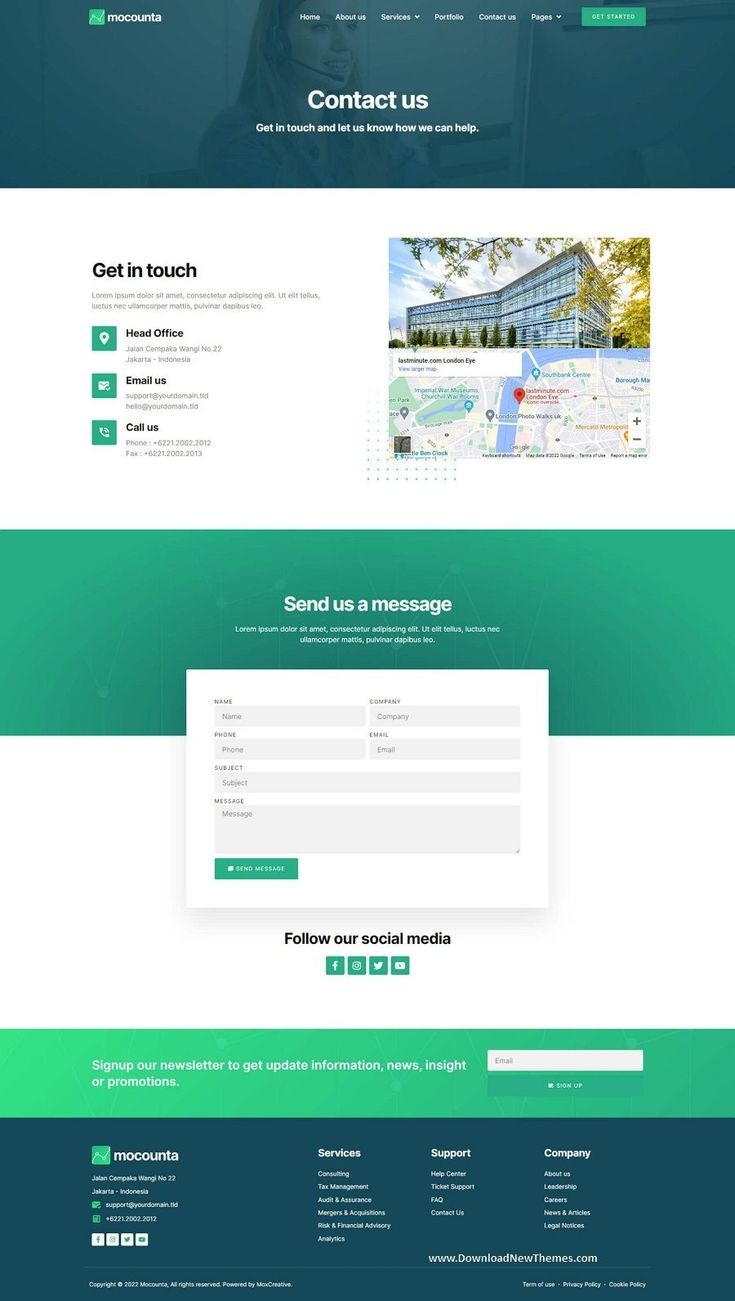 mocounta
Home About us Services Portfolio Contact us Pages GET STARTED
Contact us
Get in touch and let us know how we can help.
Get in touch
Lorem ipsum dolor sit amet, consectetur adipiscing elit. Ut elit tellus,
luctus nec ullamcorper mattis, pulvinar dapibus leo.
Head Office
Jalan Cempaka Wangi No 22
Jakarta - Indonesia
Email us
support@yourdomain.tld
hello@yourdomain.tld
Call us
Phone : +6221.2002.2012
Fax : +6221.2002.2013
lastminute.com London Eye
View larger map
Southbank Centre
Borough Ma
Imperial War Museums,
Churchill War Rooms
lastminute.com
London Eye
Iconic riverside
en Park
London Photo Walks.uk
Mercato Metropolit
tle Ben Clock
Google
Keyboard shortcuts Map data ©2022 Google Terms of Use Report a map error
Send us a message
Lorem ipsum dolor sit amet, consectetur adipiscing elit. Ut elit tellus, luctus nec
ullamcorper mattis, pulvinar dapibus leo.
NAME COMPANY
Name Company
PHONE EMAIL
Phone Email
SUBJECT
Subject
MESSAGE
Message
SEND MESSAGE
Follow our social media
Signup our newsletter to get update information, news, insight
or promotions.
Email
SIGN UP
mocounta
Jalan Cempaka Wangi No 22
Jakarta - Indonesia
support@yourdomain.tld
+6221.2002.2012
Services
Consulting
Tax Management
Audit & Assurance
Mergers & Acquisitions
Risk & Financial Advisory
Analytics
Support
Help Center
Ticket Support
FAQ
Contact Us
Company
About us
Leadership
Careers
News & Articles
Legal Notices
www.DownloadNewThemes.com
Copyright © 2022 Mocounta, All rights reserved. Powered by MoxCreative.
Term of use - Privacy Policy - Cookie Policy